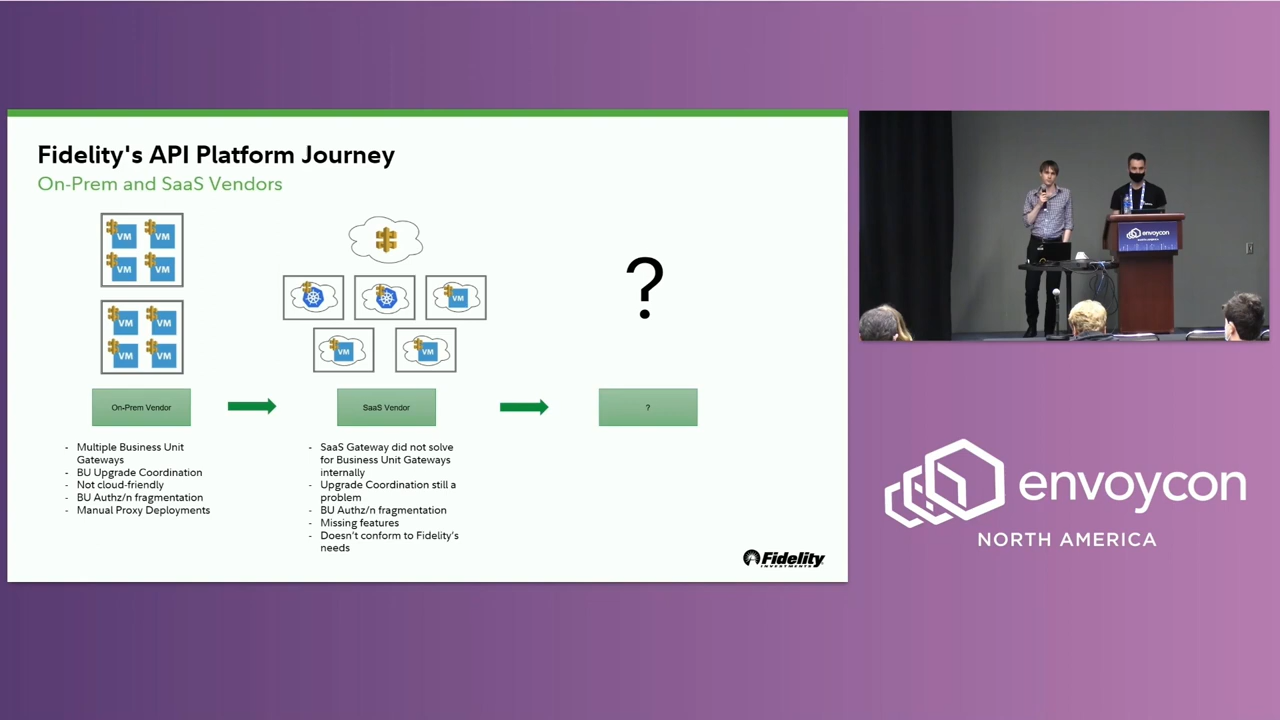 Fidelity's API Platform Journey
On-Prem and SaaS Vendors
VM VM
VM VM
VM VM
VM VM
VM
VM
VM
?
On-Prem Vendor
SaaS Vendor
?
- Multiple Business Unit
Gateways
- BU Upgrade Coordination
- Not cloud-friendly
- BU Authz/n fragmentation
- Manual Proxy Deployments
- SaaS Gateway did not solve
for Business Unit Gateways
internally
- Upgrade Coordination still a
problem
- BU Authz/n fragmentation
- Missing features
- Doesn't conform to Fidelity's
needs
Fidelity
INVESTMENTS
envoycon
envoycon
NORTH AMERICA